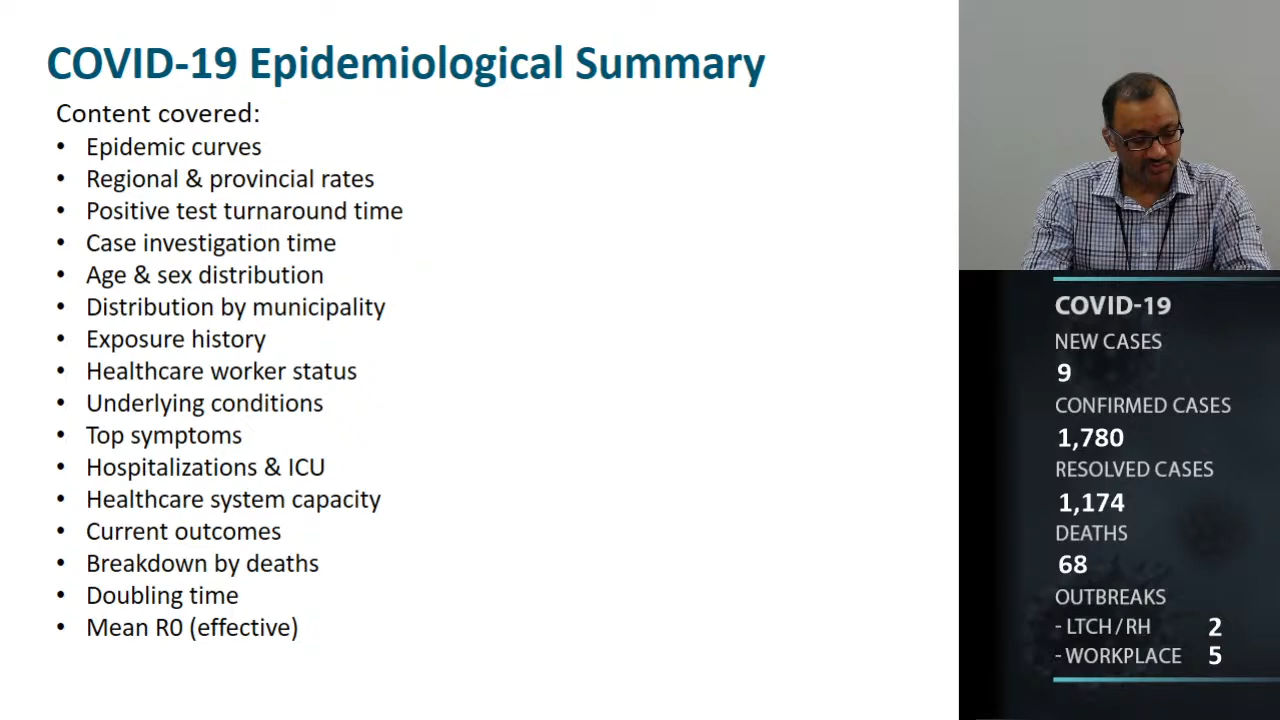 COVID-19 Epidemiological Summary
Content covered:
• Epidemic curves
• Regional & provincial rates
• Positive test turnaround time
• Case investigation time
• Age & sex distribution
• Distribution by municipality
• Exposure history
• Healthcare worker status
• Underlying conditions
• Top symptoms
• Hospitalizations & ICU
• Healthcare system capacity
• Current outcomes
• Breakdown by deaths
• Doubling time
• Mean R0 (effective)
COVID-19
NEW CASES
9
CONFIRMED CASES
1,780
RESOLVED CASES
1,174
DEATHS
68
OUTBREAKS
- LTCH / RH 2
- WORKPLACE 5